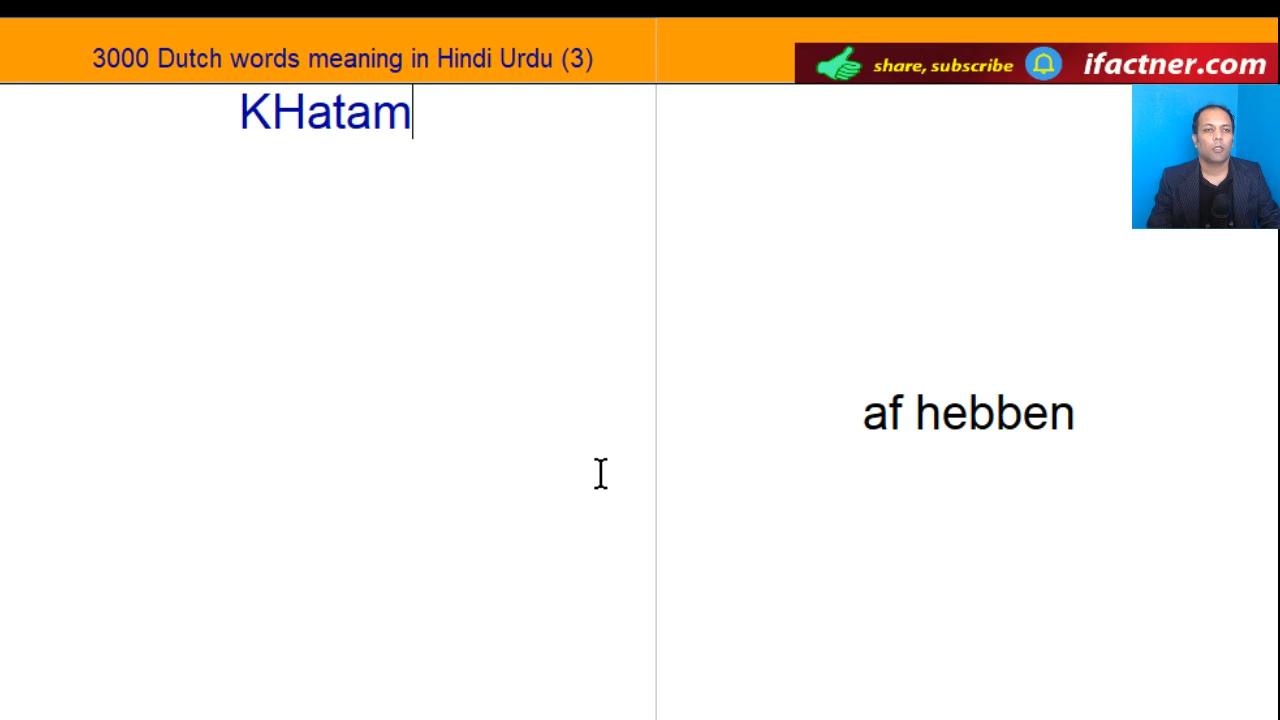 3000 Dutch words meaning in Hindi Urdu (3)
share, subscribe
ifactner.com
KHatam
af hebben